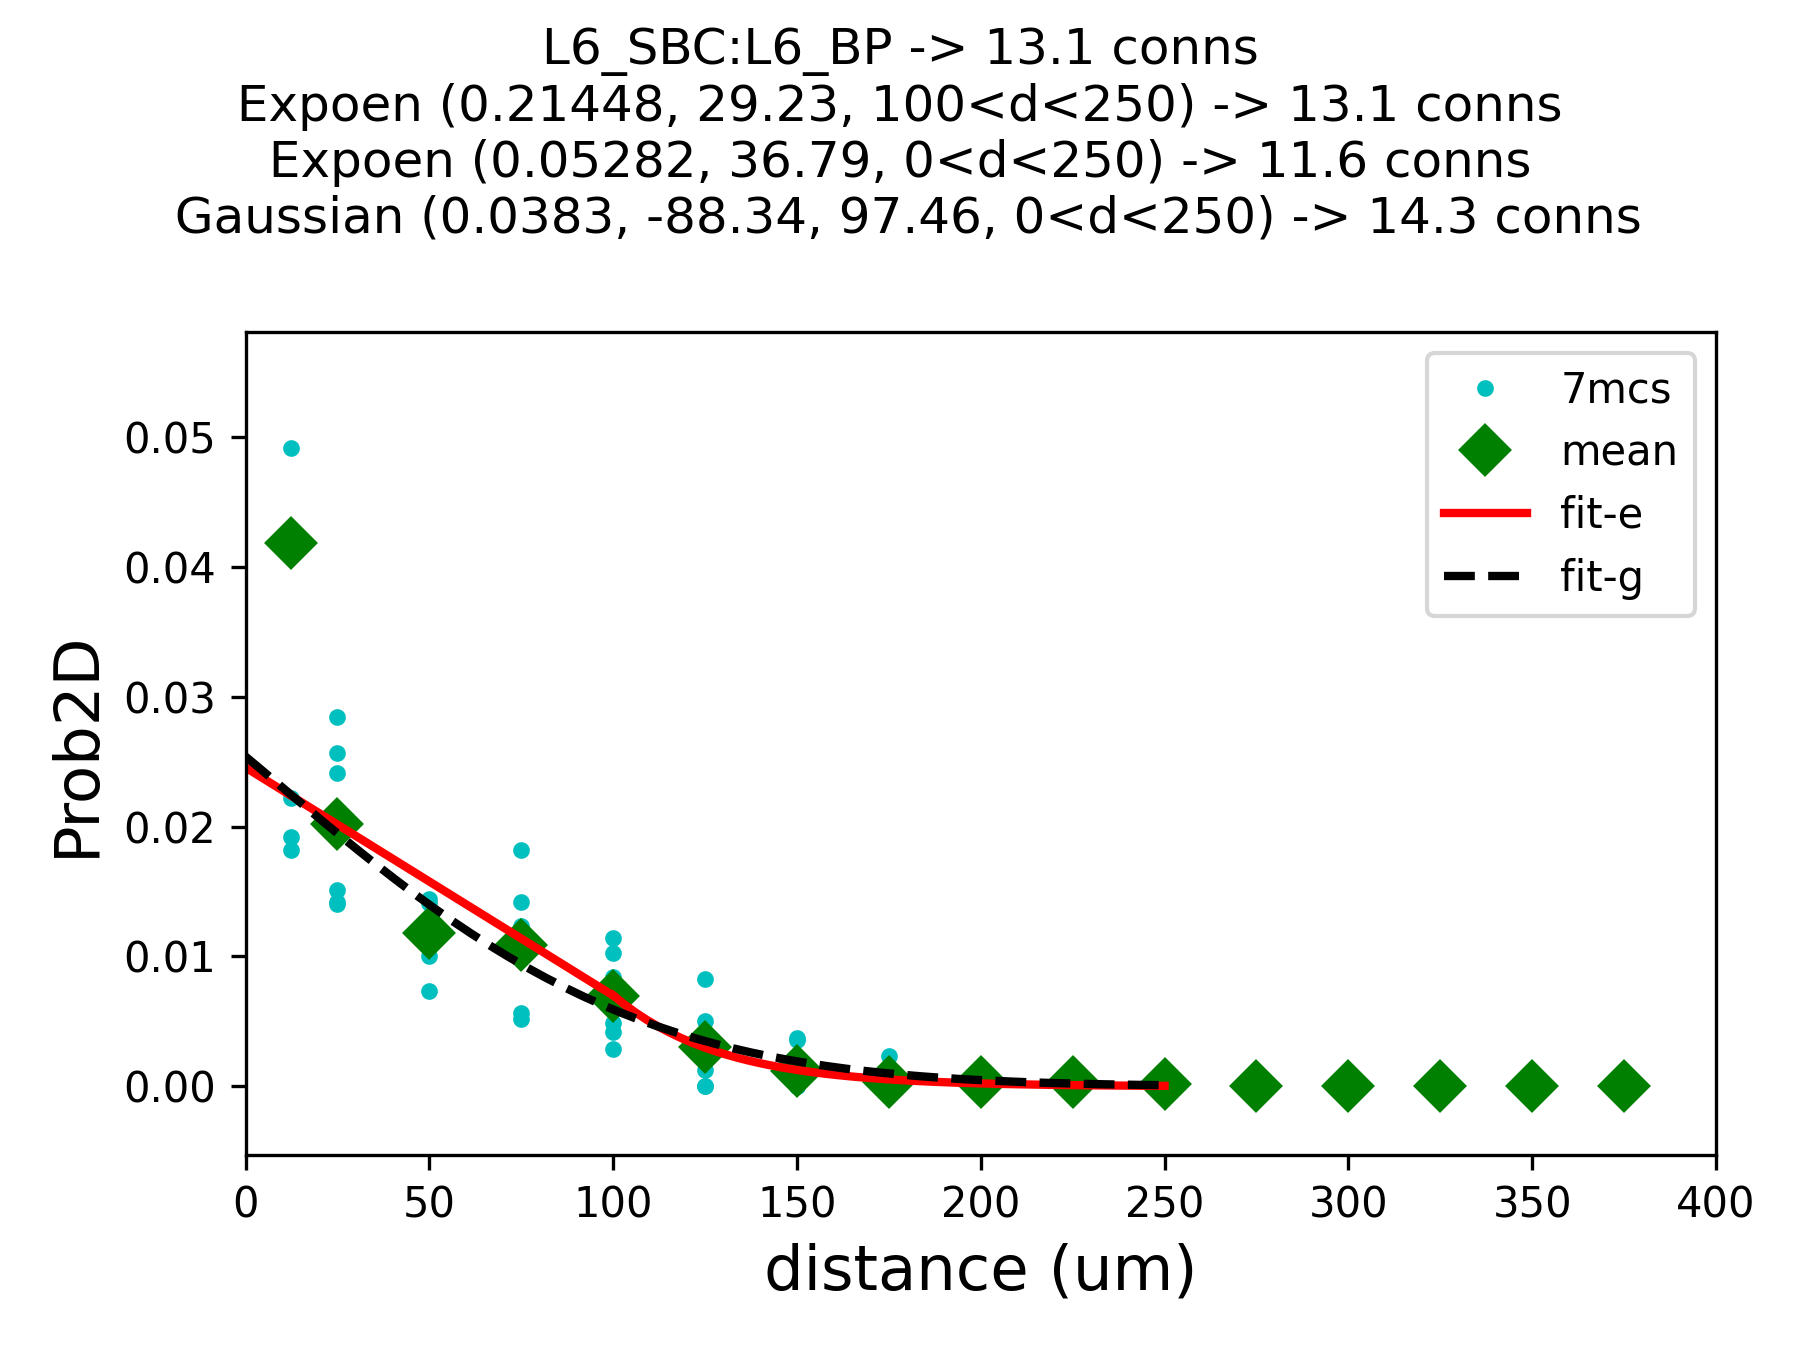 L6_SBC:L6_BP -> 13.1 conns
Expoen (0.21448, 29.23, 100<d<250) -> 13.1 conns
Expoen (0.05282, 36.79, 0<d<250) -> 11.6 conns
Gaussian (0.0383, -88.34, 97.46, 0<d<250) -> 14.3 conns
7mcs
mean
fit-e
fit-g
Prob2D
0.05
0.04
0.03
0.02
0.01
0.00
0 50 100 150 200 250 300 350 400
distance (um)